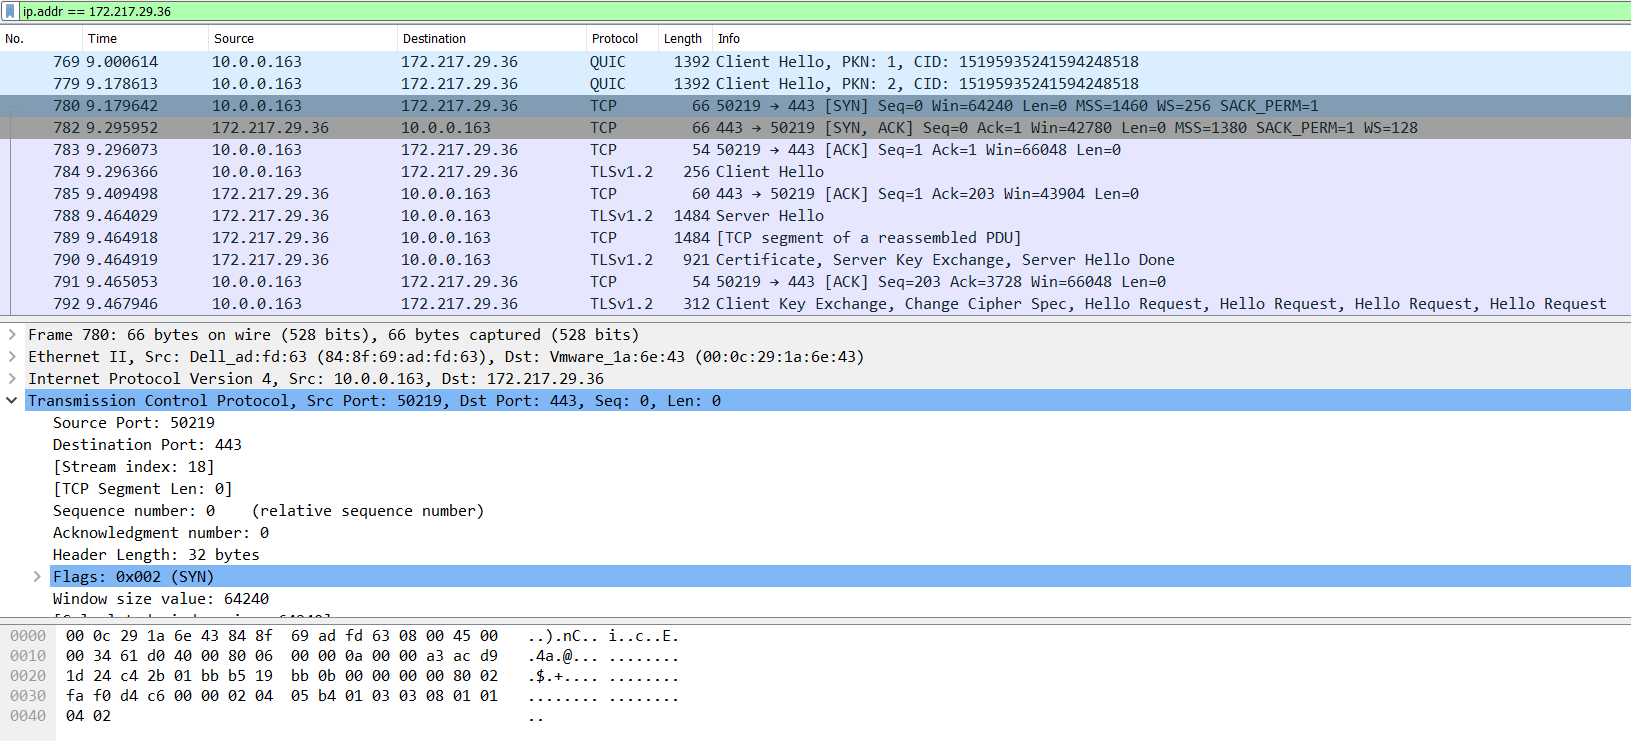 ip.addr == 172.217.29.36
No. Time Source Destination Protocol Length Info
769 9.000614 10.0.0.163 172.217.29.36 QUIC 1392 Client Hello, PKN: 1, CID: 15195935241594248518
779 9.178613 10.0.0.163 172.217.29.36 QUIC 1392 Client Hello, PKN: 2, CID: 15195935241594248518
780 9.179642 10.0.0.163 172.217.29.36 TCP 66 50219 → 443 [SYN] Seq=0 Win=64240 Len=0 MSS=1460 WS=256 SACK_PERM=1
782 9.295952 172.217.29.36 10.0.0.163 TCP 66 443 → 50219 [SYN, ACK] Seq=0 Ack=1 Win=42780 Len=0 MSS=1380 SACK_PERM=1 WS=128
783 9.296073 10.0.0.163 172.217.29.36 TCP 54 50219 → 443 [ACK] Seq=1 Ack=1 Win=66048 Len=0
784 9.296366 10.0.0.163 172.217.29.36 TLSv1.2 256 Client Hello
785 9.409498 172.217.29.36 10.0.0.163 TCP 60 443 → 50219 [ACK] Seq=1 Ack=203 Win=43904 Len=0
788 9.464029 172.217.29.36 10.0.0.163 TLSv1.2 1484 Server Hello
789 9.464918 172.217.29.36 10.0.0.163 TCP 1484 [TCP segment of a reassembled PDU]
790 9.464919 172.217.29.36 10.0.0.163 TLSv1.2 921 Certificate, Server Key Exchange, Server Hello Done
791 9.465053 10.0.0.163 172.217.29.36 TCP 54 50219 → 443 [ACK] Seq=203 Ack=3728 Win=66048 Len=0
792 9.467946 10.0.0.163 172.217.29.36 TLSv1.2 312 Client Key Exchange, Change Cipher Spec, Hello Request, Hello Request, Hello Request, Hello Request
Frame 780: 66 bytes on wire (528 bits), 66 bytes captured (528 bits)
Ethernet II, Src: Dell_ad:fd:63 (84:8f:69:ad:fd:63), Dst: Vmware_1a:6e:43 (00:0c:29:1a:6e:43)
Internet Protocol Version 4, Src: 10.0.0.163, Dst: 172.217.29.36
Transmission Control Protocol, Src Port: 50219, Dst Port: 443, Seq: 0, Len: 0
Source Port: 50219
Destination Port: 443
[Stream index: 18]
[TCP Segment Len: 0]
Sequence number: 0 (relative sequence number)
Acknowledgment number: 0
Header Length: 32 bytes
Flags: 0x002 (SYN)
Window size value: 64240
0000 00 0c 29 1a 6e 43 84 8f 69 ad fd 63 08 00 45 00 ..).nC.. i..c..E.
0010 00 34 61 d0 40 00 80 06 00 00 0a 00 00 a3 ac d9 .4a.@... ........
0020 1d 24 c4 2b 01 bb b5 19 bb 0b 00 00 00 00 80 02 .$.+.... ........
0030 fa f0 d4 c6 00 00 02 04 05 b4 01 03 03 08 01 01 ........ ........
0040 04 02 ..